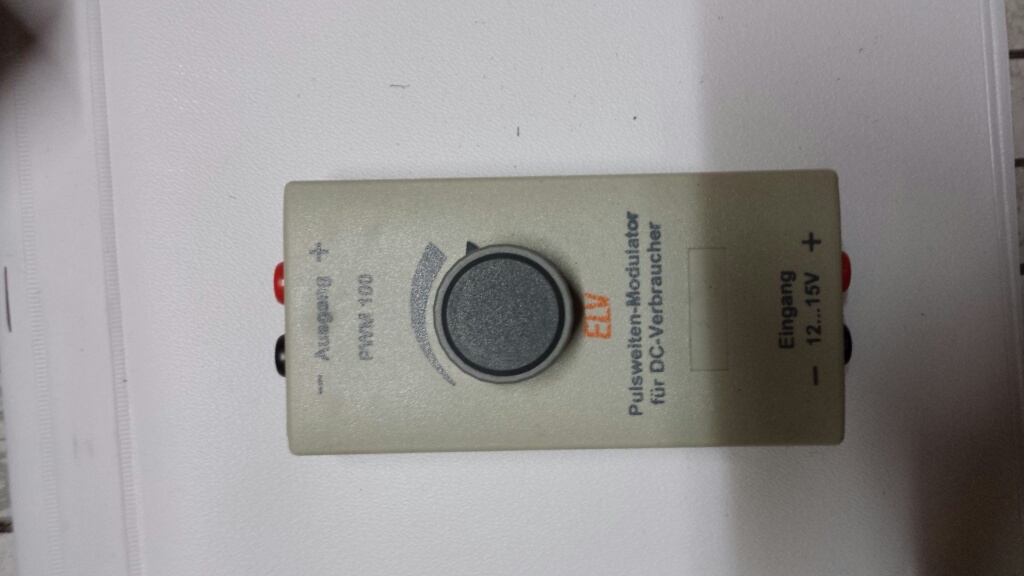 – Ausgang +
PWM 100
ELV
Pulsweiten-Modulator
für DC-Verbraucher
Eingang
– 12...15V +